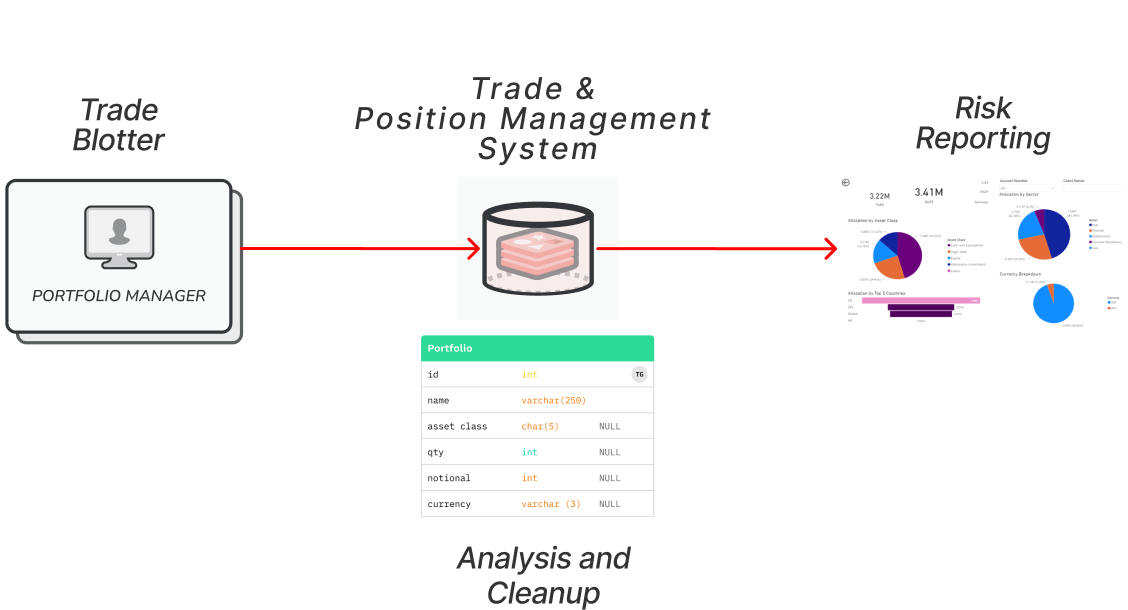 Trade
Blotter
PORTFOLIO MANAGER
Trade &
Position Management
System
Portfolio
id int TG
name varchar(250)
asset class char(5) NULL
qty int NULL
notional int NULL
currency varchar (3) NULL
Analysis and
Cleanup
Risk
Reporting
3.22M
3.41M
AuM
Account Number
Client Name
Allocation by Sector
Allocation by Asset Class
Asset Class
Allocation by Top 5 Countries
Currency Breakdown